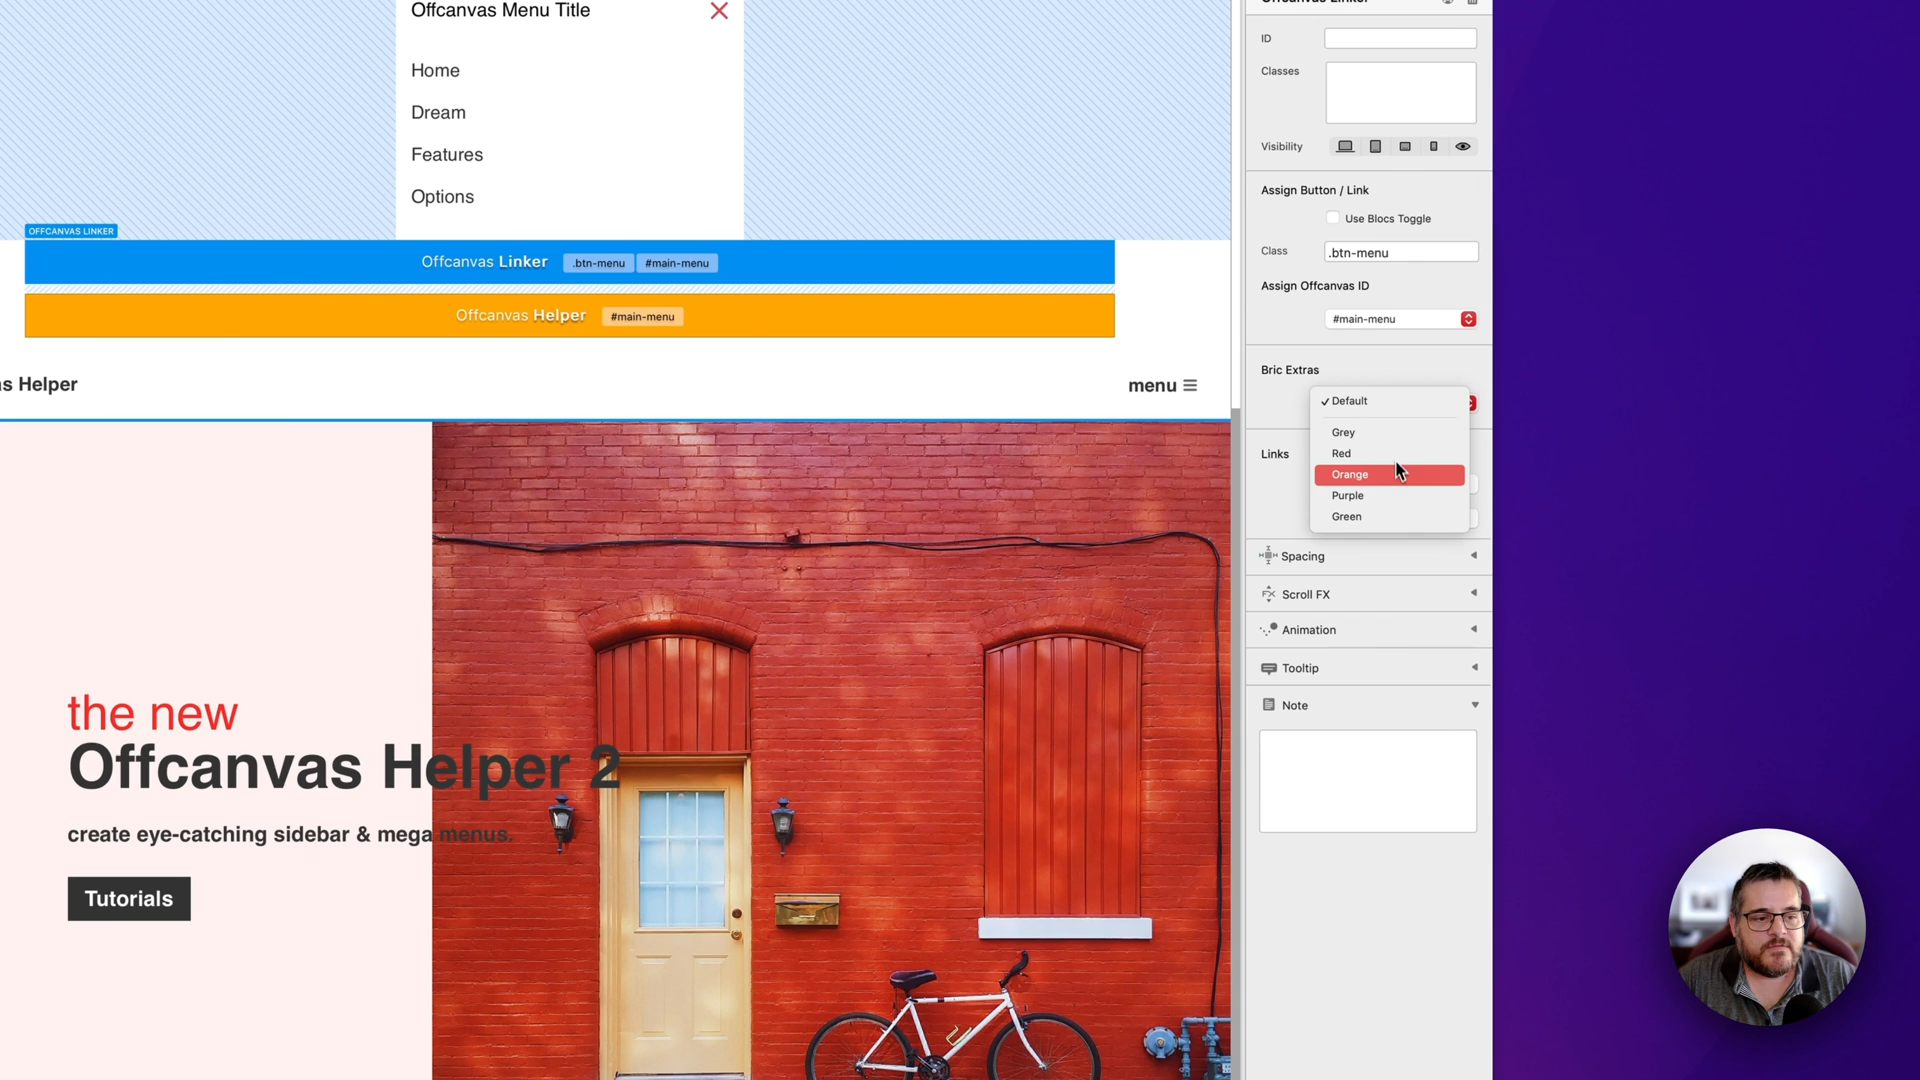 Offcanvas Menu Title
Home
Dream
Features
Options
OFFCANVAS LINKER
Offcanvas Linker .btn-menu #main-menu
Offcanvas Helper #main-menu
s Helper
menu
the new
Offcanvas Helper 2
create eye-catching sidebar & mega menus.
Tutorials
Offcanvas Linker
ID
Classes
Visibility
Assign Button / Link
Use Blocs Toggle
Class .btn-menu
Assign Offcanvas ID
#main-menu
Bric Extras
Default
Grey
Red
Orange
Purple
Green
Links
Spacing
Scroll FX
Animation
Tooltip
Note